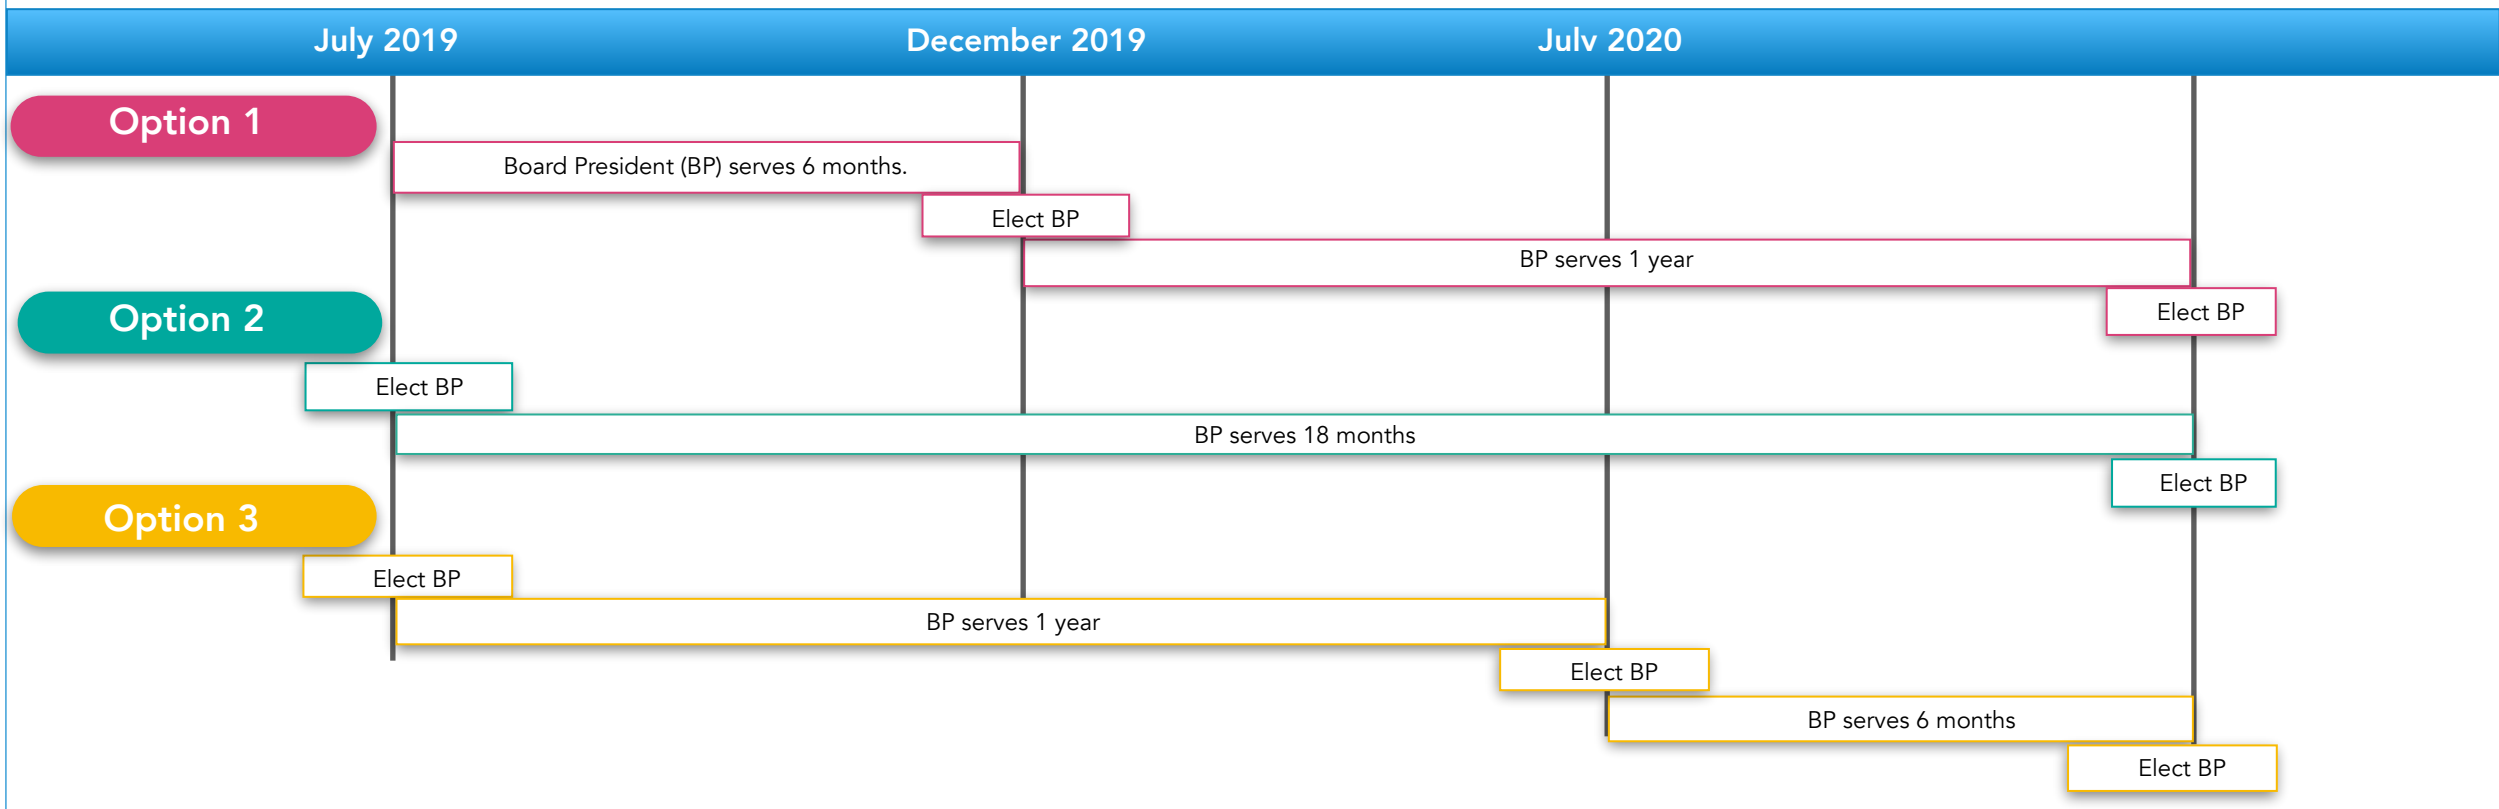 July 2019
December 2019
July 2020
Option 1
Board President (BP) serves 6 months.
Elect BP
BP serves 1 year
Elect BP
Option 2
Elect BP
BP serves 18 months
Elect BP
Option 3
Elect BP
BP serves 1 year
Elect BP
BP serves 6 months
Elect BP